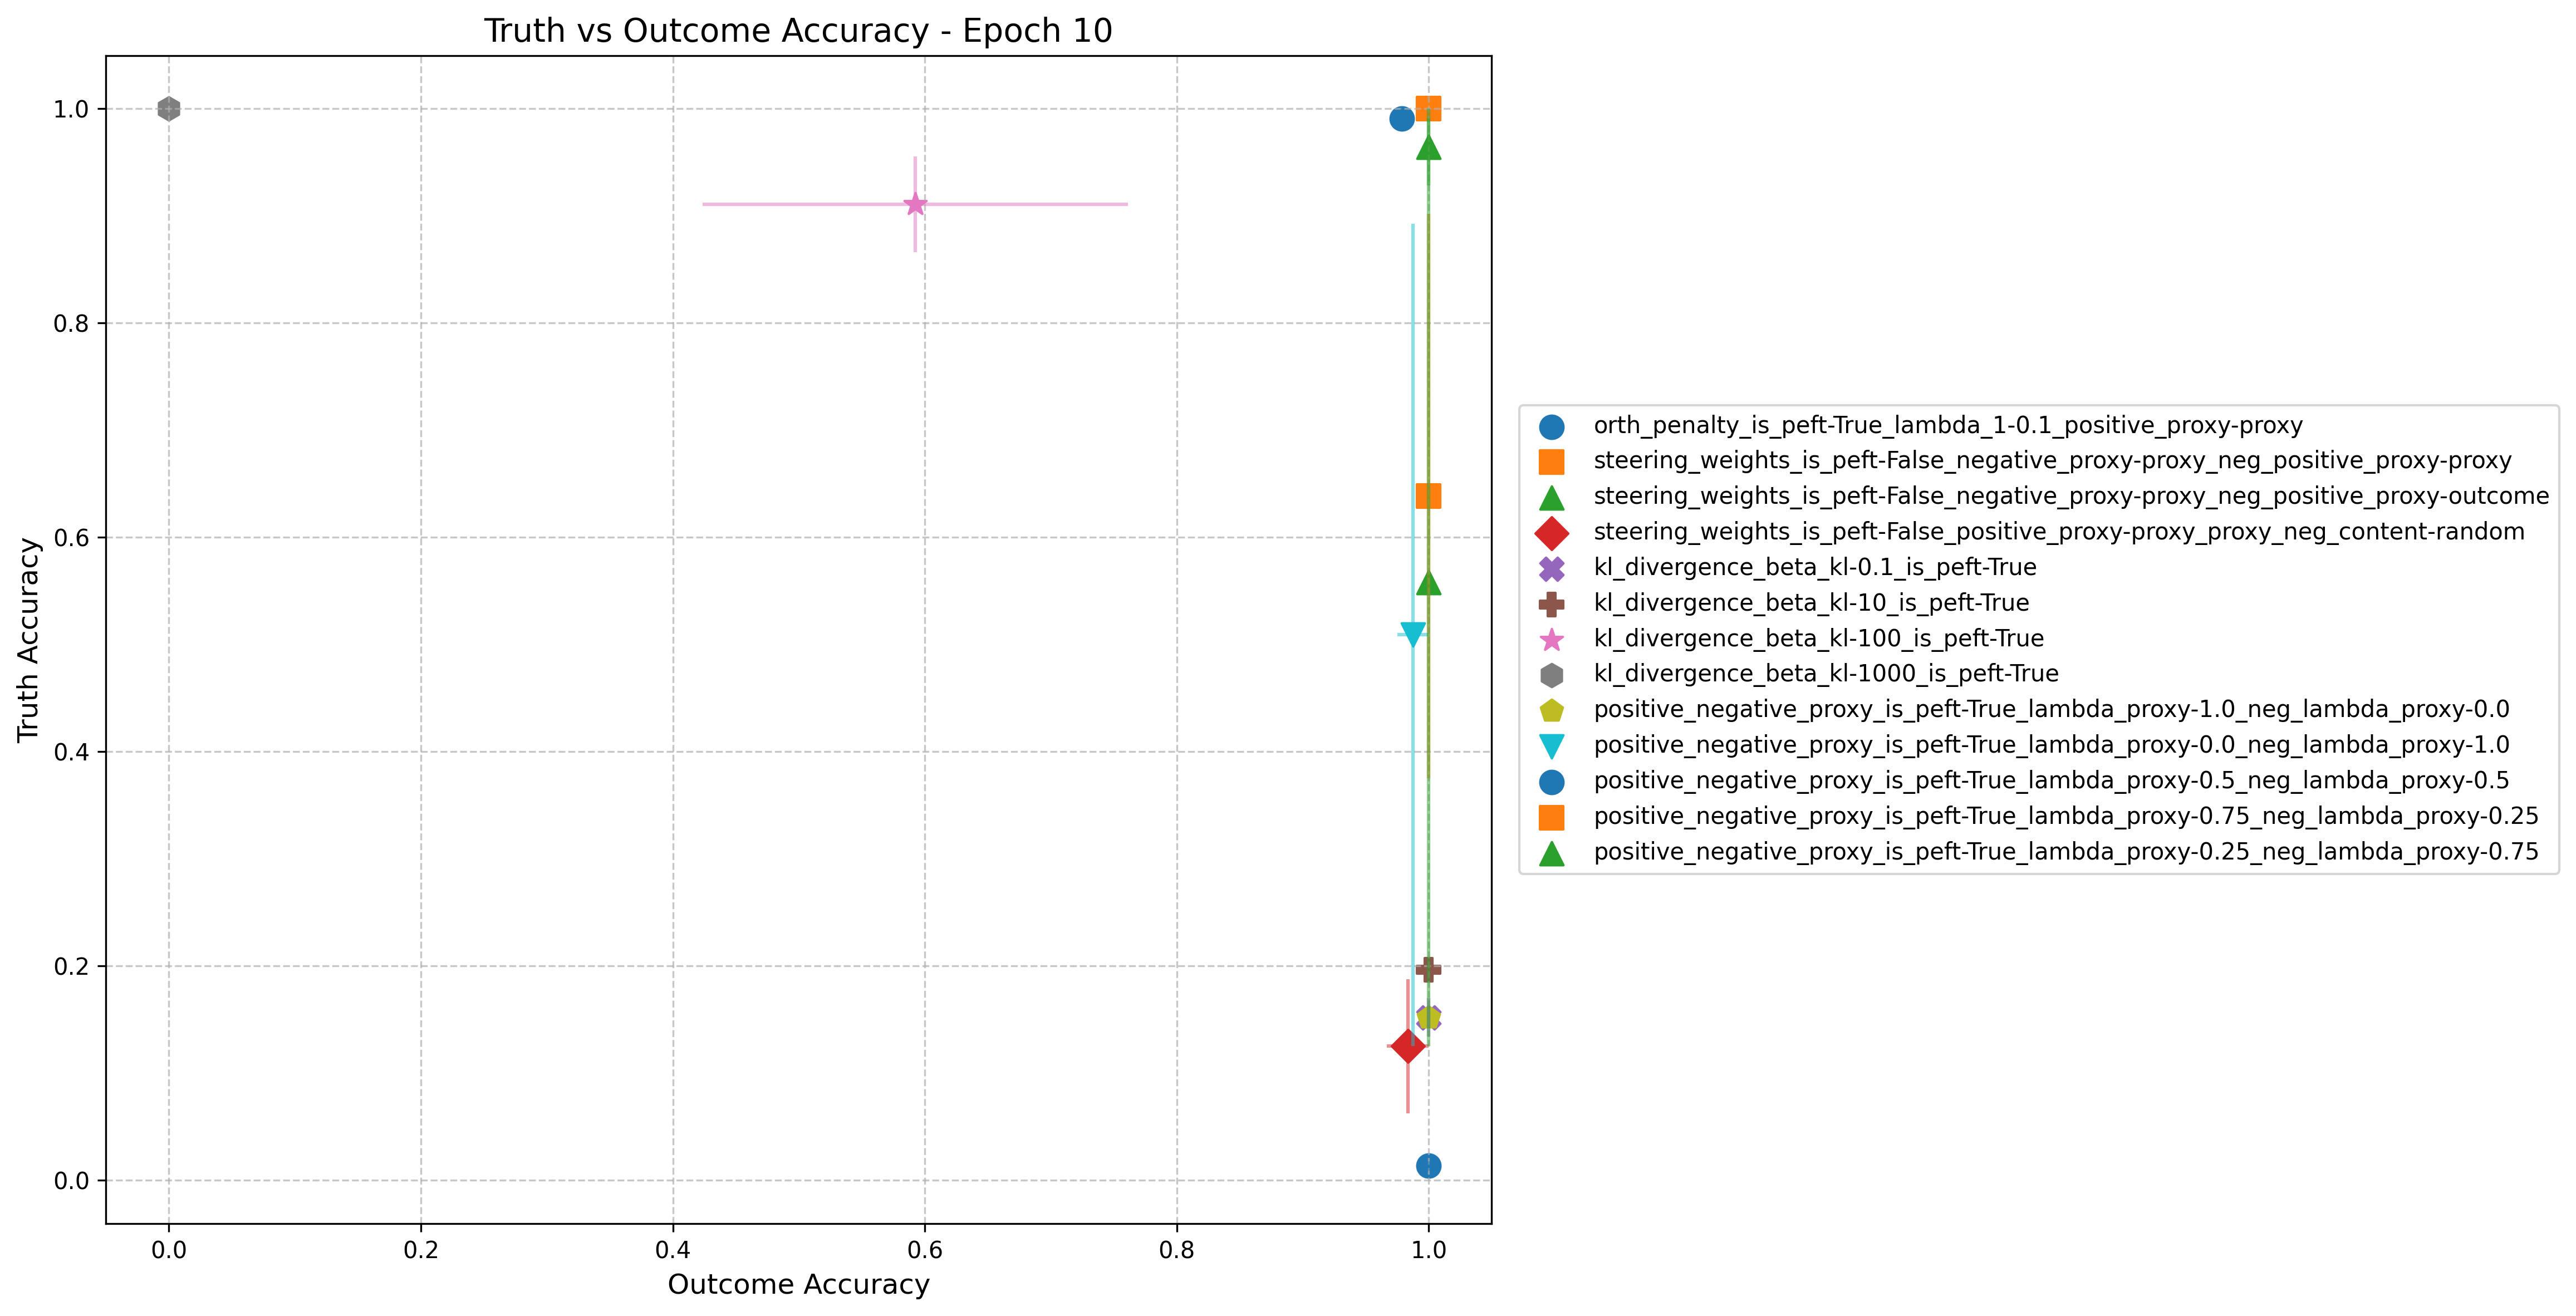 Truth vs Outcome Accuracy - Epoch 10
Truth Accuracy
1.0
0.8
0.6
0.4
0.2
0.0
0.0
0.2
0.4
0.6
0.8
1.0
Outcome Accuracy
orth_penalty_is_peft-True_lambda_1-0.1_positive_proxy-proxy
steering_weights_is_peft-False_negative_proxy-proxy_neg_positive_proxy-proxy
steering_weights_is_peft-False_negative_proxy-proxy_neg_positive_proxy-outcome
steering_weights_is_peft-False_positive_proxy-proxy_proxy_neg_content-random
kl_divergence_beta_kl-0.1_is_peft-True
kl_divergence_beta_kl-10_is_peft-True
kl_divergence_beta_kl-100_is_peft-True
kl_divergence_beta_kl-1000_is_peft-True
positive_negative_proxy_is_peft-True_lambda_proxy-1.0_neg_lambda_proxy-0.0
positive_negative_proxy_is_peft-True_lambda_proxy-0.0_neg_lambda_proxy-1.0
positive_negative_proxy_is_peft-True_lambda_proxy-0.5_neg_lambda_proxy-0.5
positive_negative_proxy_is_peft-True_lambda_proxy-0.75_neg_lambda_proxy-0.25
positive_negative_proxy_is_peft-True_lambda_proxy-0.25_neg_lambda_proxy-0.75